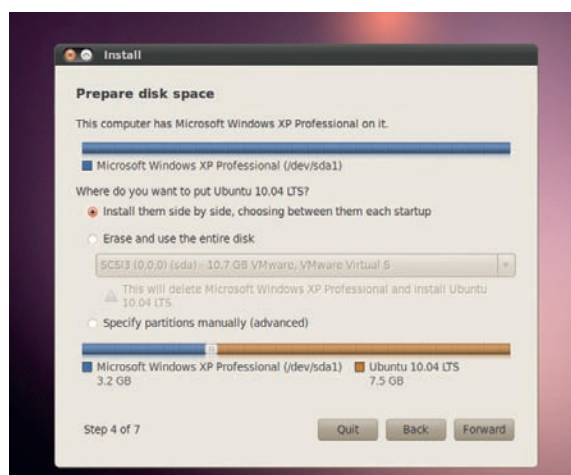 Install
Prepare disk space
This computer has Microsoft Windows XP Professional on it.
Microsoft Windows XP Professional (/dev/sda1)
Where do you want to put Ubuntu 10.04 LTS?
Install them side by side, choosing between them each startup
Erase and use the entire disk
SCSI3 (0,0,0) (sda) - 10.7 GB VMware, VMware Virtual S
This will delete Microsoft Windows XP Professional and install Ubuntu
10.04 LTS.
Specify partitions manually (advanced)
Microsoft Windows XP Professional (/dev/sda1)
3.2 GB
Ubuntu 10.04 LTS
7.5 GB
Step 4 of 7
Quit
Back
Forward